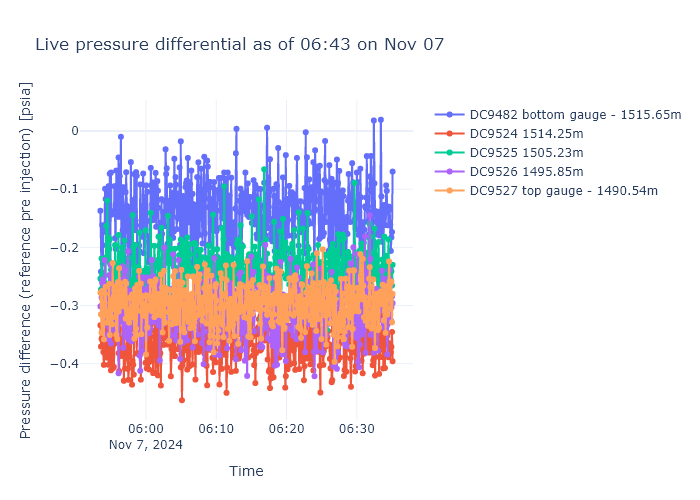 Live pressure differential as of 06:43 on Nov 07
Pressure difference (reference pre injection) [psia]
0
−0.1
−0.2
−0.3
−0.4
06:00
Nov 7, 2024
06:10
06:20
06:30
Time
DC9482 bottom gauge - 1515.65m
DC9524 1514.25m
DC9525 1505.23m
DC9526 1495.85m
DC9527 top gauge - 1490.54m